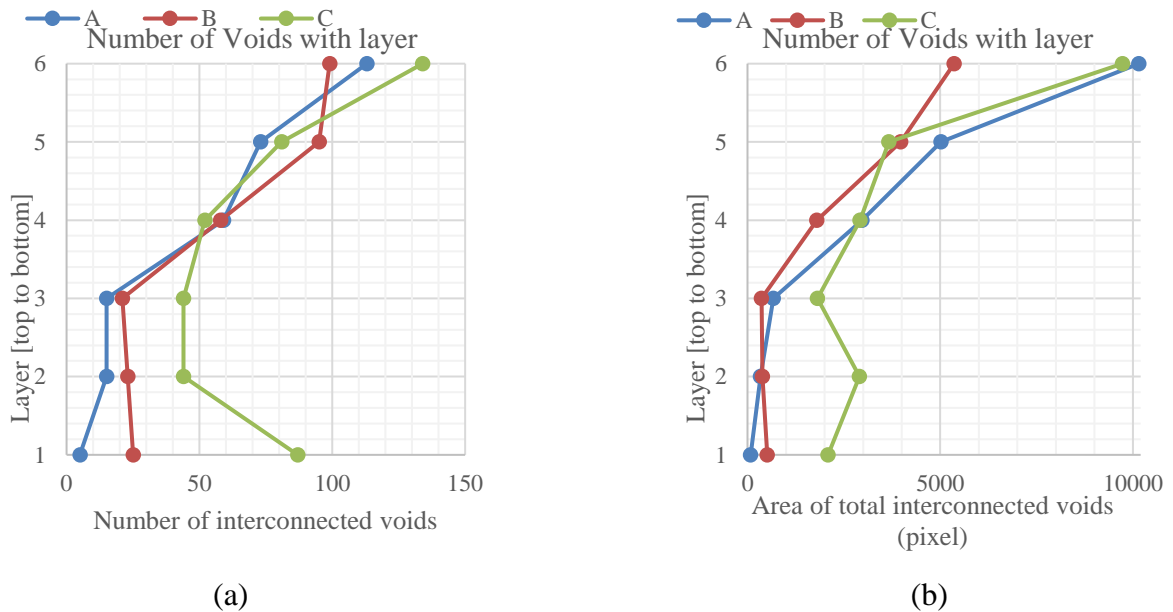 A B C
Number of Voids with layer
6
5
4
3
2
1
Layer [top to bottom]
0 50 100 150
Number of interconnected voids
(a)
A B C
Number of Voids with layer
6
5
4
3
2
1
Layer [top to bottom]
0 5000 10000
Area of total interconnected voids
(pixel)
(b)